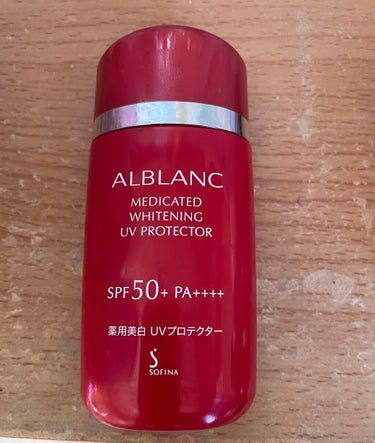 ALBLANC
MEDICATED
WHITENING
UV PROTECTOR
SPF50+ PA++++
薬用美白 UVプロテクター
SOFINA